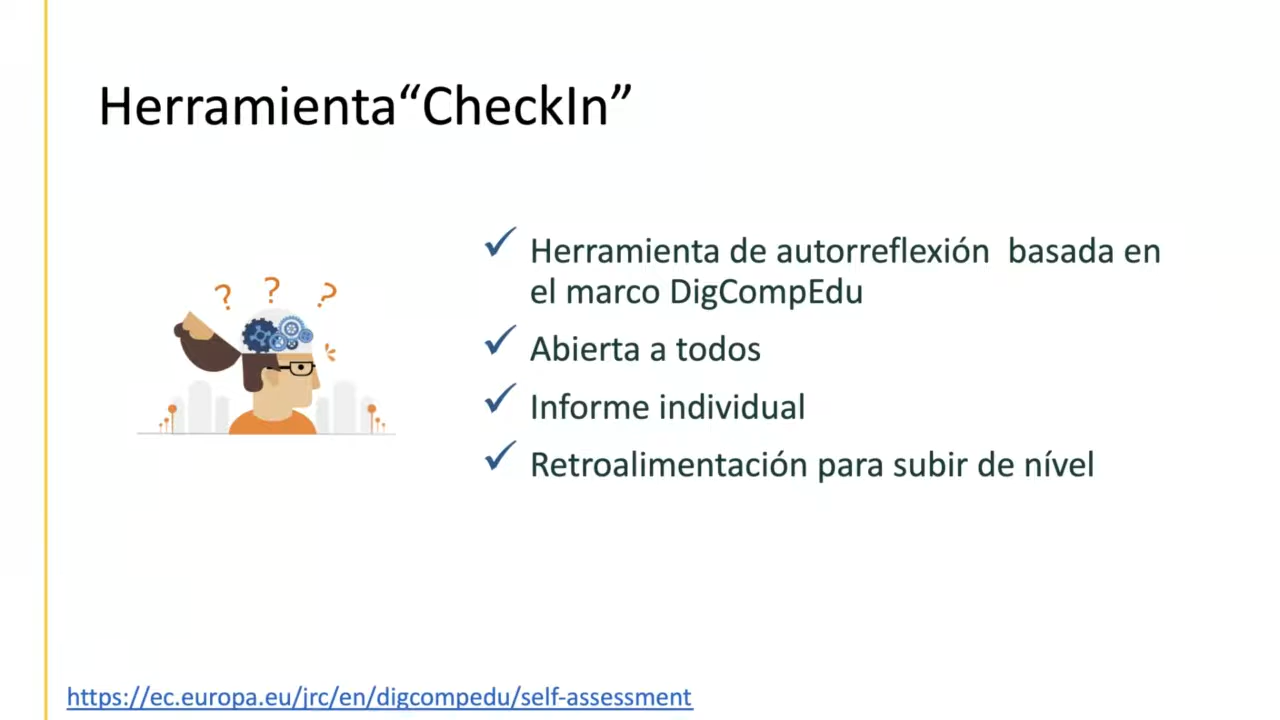 Herramienta“CheckIn”
? ? ?
✓ Herramienta de autorreflexión basada en
el marco DigCompEdu
✓ Abierta a todos
✓ Informe individual
✓ Retroalimentación para subir de nível
https://ec.europa.eu/jrc/en/digcompedu/self-assessment